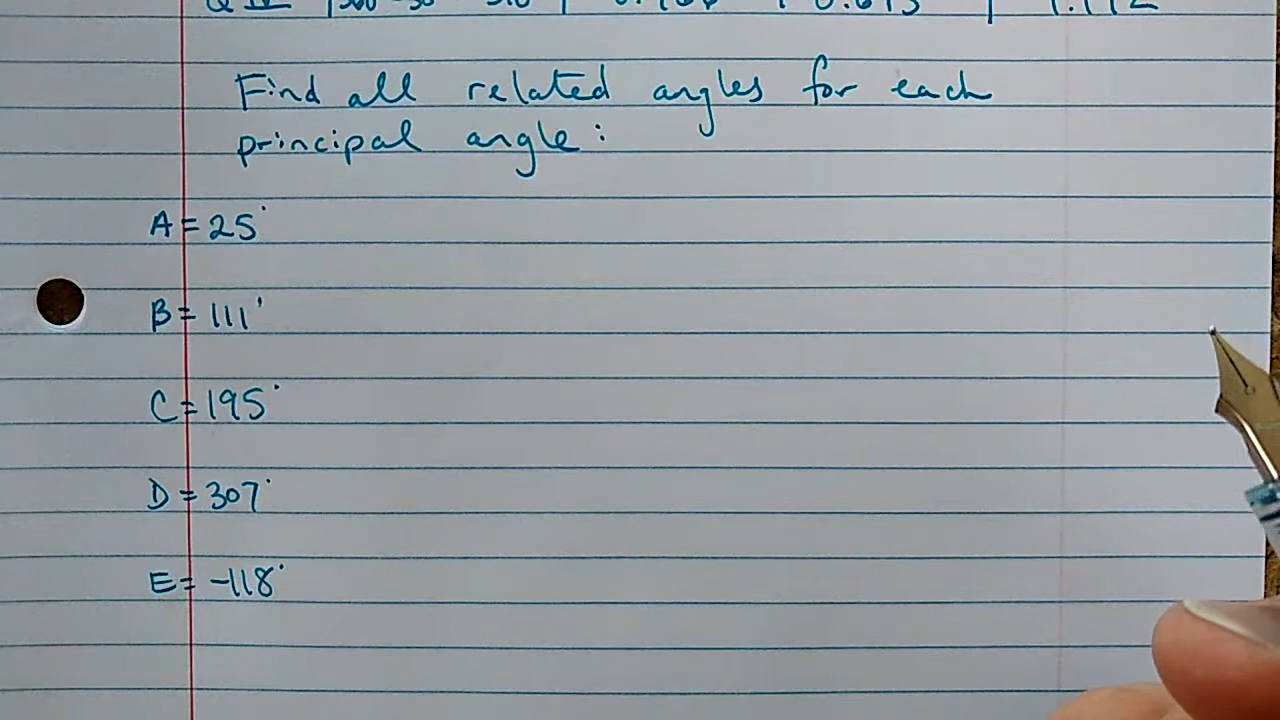 Find all related angles for each
principal angle:
A = 25°
B = 111°
C = 195°
D = 307°
E = -118°